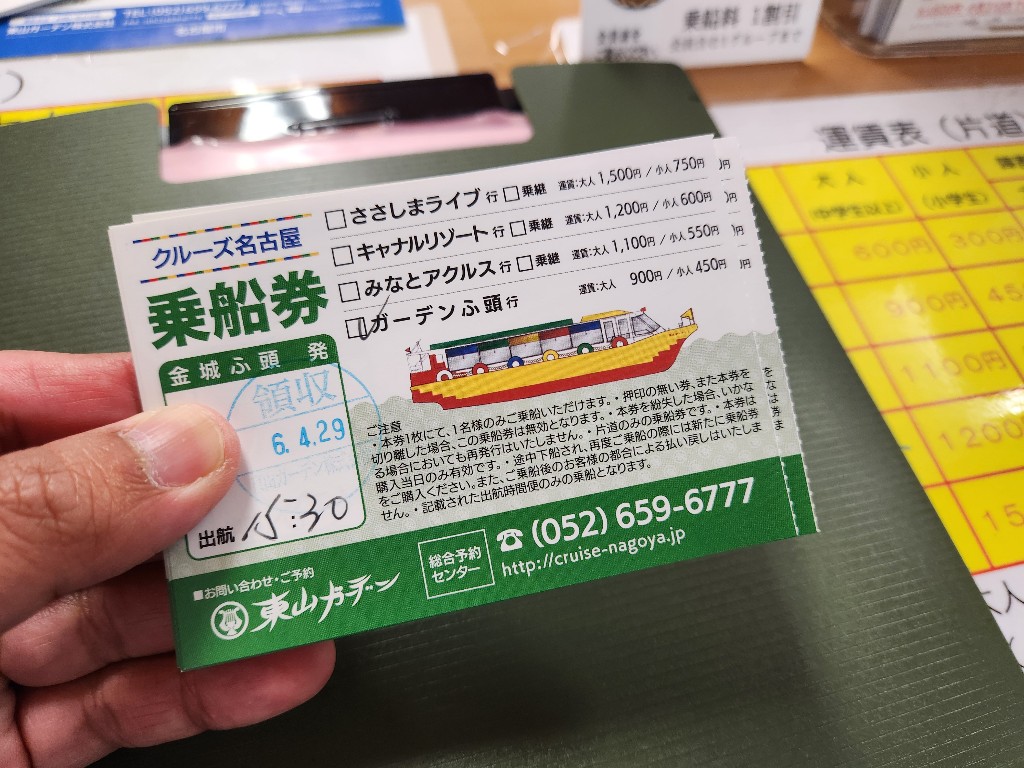 乗船料 1割引
運賃表（片道
大人
(中学生以上)
小人
(小学生)
600円
300円
900円
45
1100円
1200
15
大人
クルーズ名古屋
乗船券
金城ふ頭 発
領収
6.4.29
出航 15:30
□ささしまライブ 行 □乗継 運賃:大人1,500円/小人750円
□キャナルリゾート 行 □乗継 運賃:大人1,200円/小人600円
□みなとアクルス 行 □乗継 運賃:大人1,100円/小人550円
□ガーデンふ頭 行 運賃:大人 900円/小人450円
ご注意
・本券1枚にて、1名様のみご乗船いただけます。・押印の無い券、また本券を
切り離した場合、この乗船券は無効となります。・本券を紛失した場合、いかな
る場合においても再発行はいたしません。・片道のみの乗船券です。・本券は
購入当日のみ有効です。・途中下船され、再度ご乗船の際には新たに乗船券
をご購入ください。また、ご乗船後のお客様の都合による払い戻しはいたしま
せん。・記載された出航時間便のみの乗船となります。
■お問い合わせ・ご予約
東山ガーデン
総合予約
センター
☎(052)659-6777
http://cruise-nagoya.jp